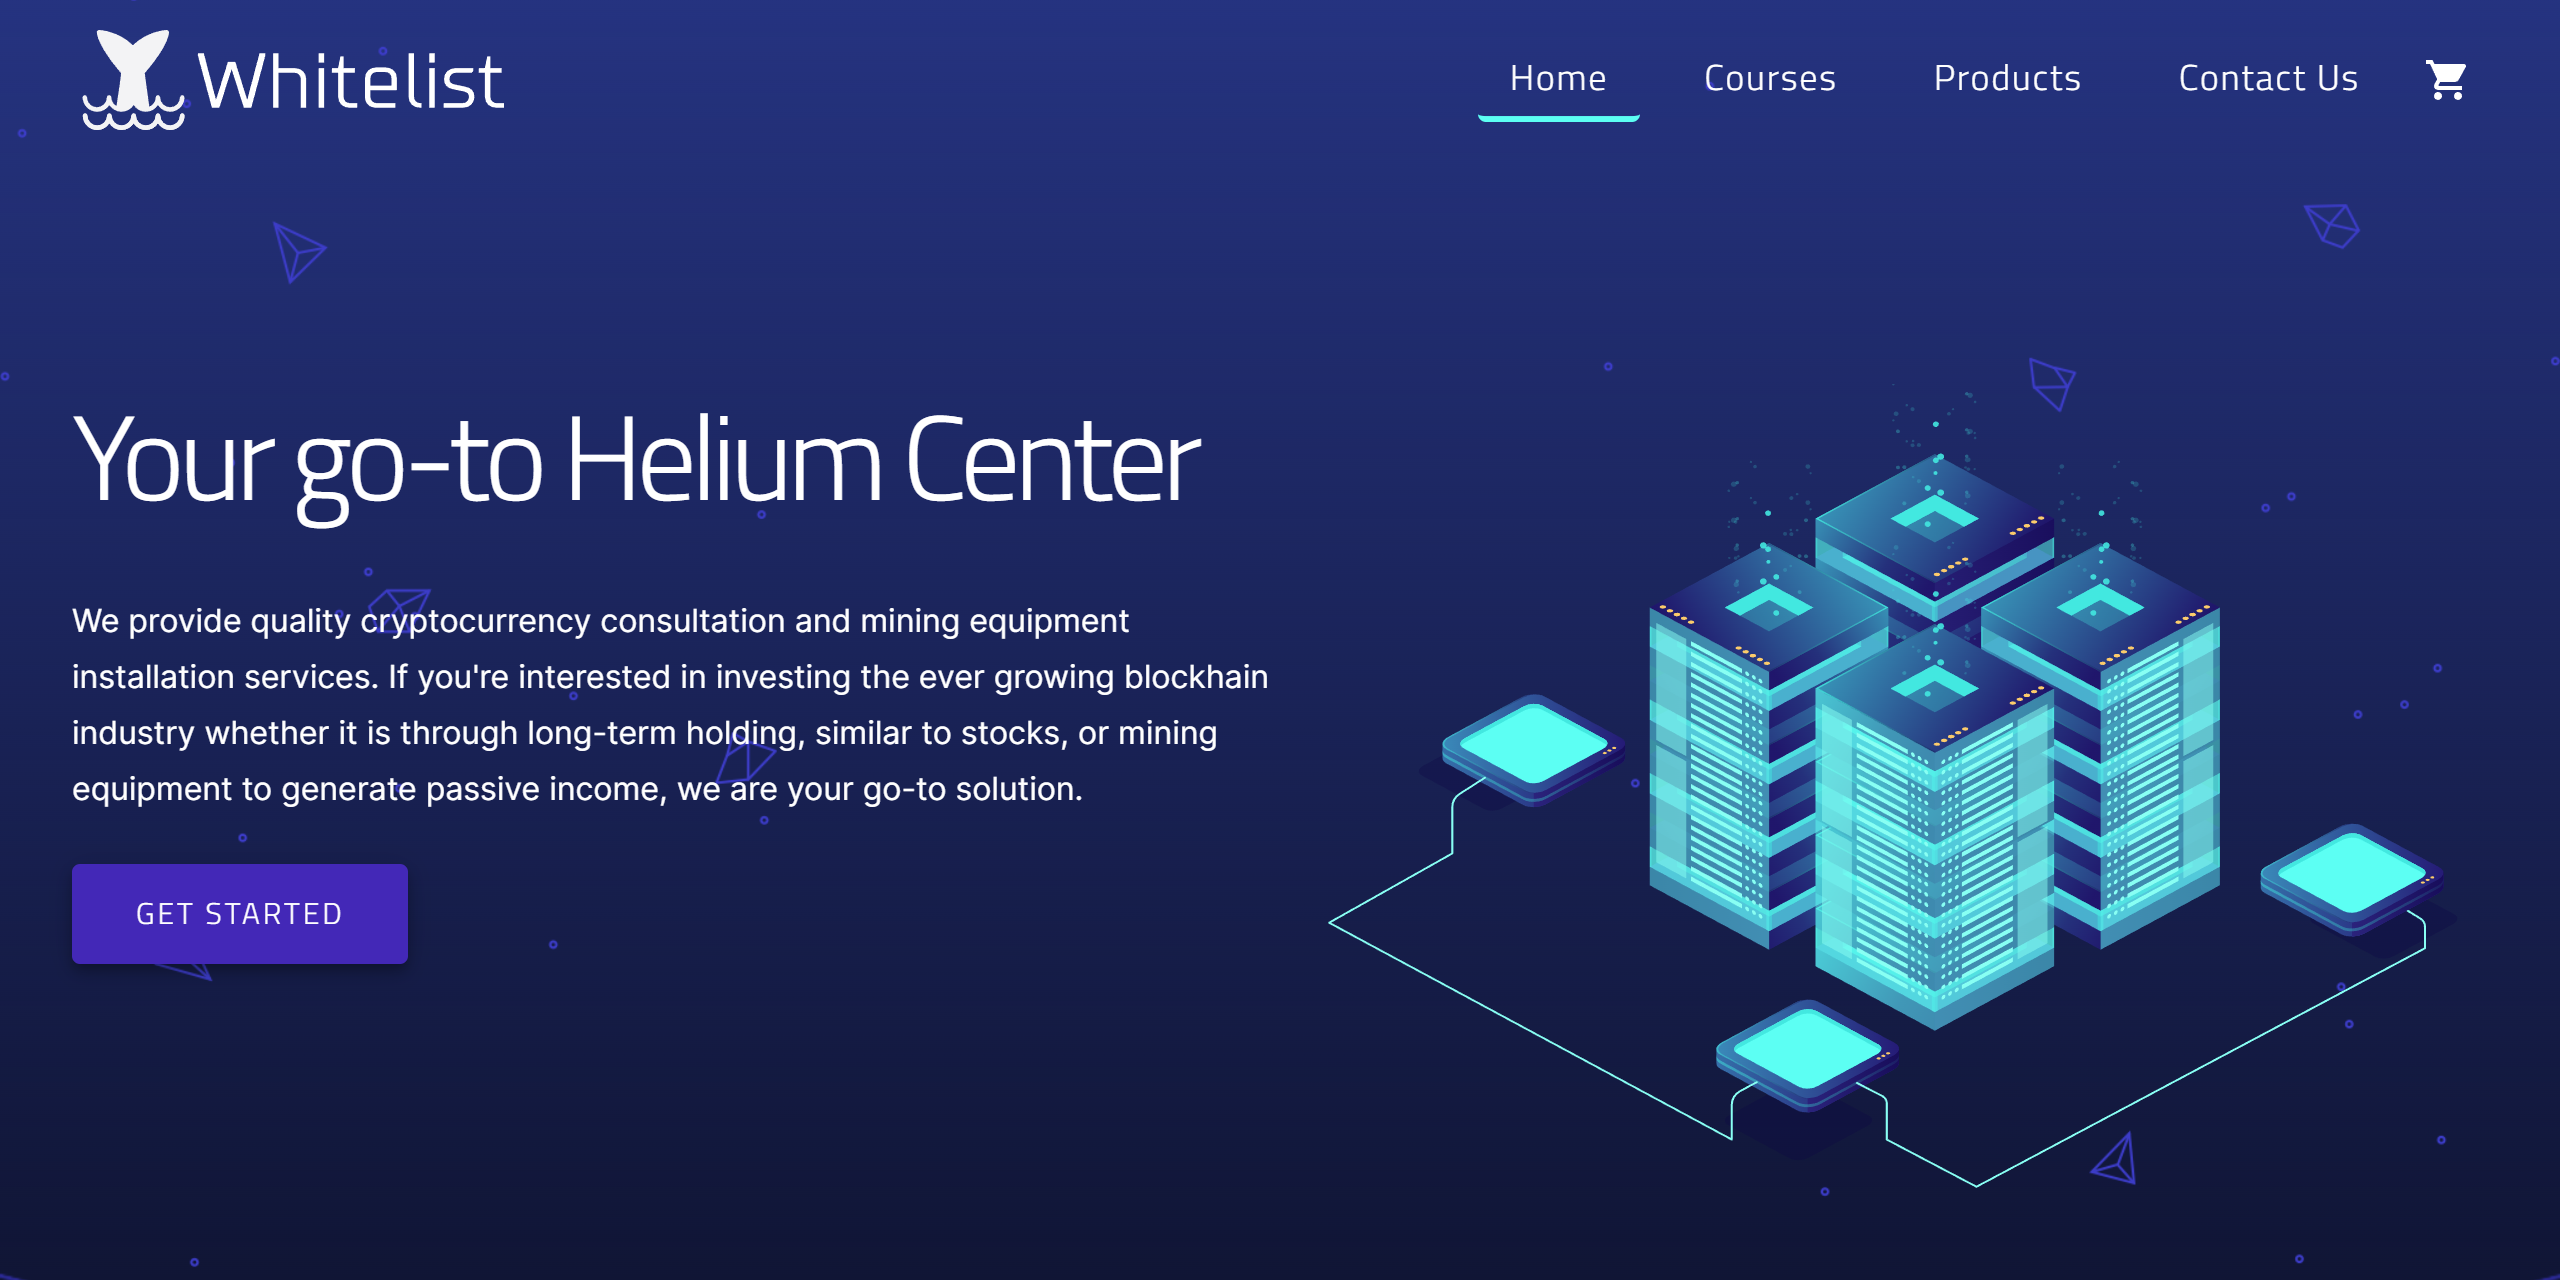 Whitelist
Home
Courses
Products
Contact Us
Your go-to Helium Center
We provide quality cryptocurrency consultation and mining equipment
installation services. If you're interested in investing the ever growing blockhain
industry whether it is through long-term holding, similar to stocks, or mining
equipment to generate passive income, we are your go-to solution.
GET STARTED